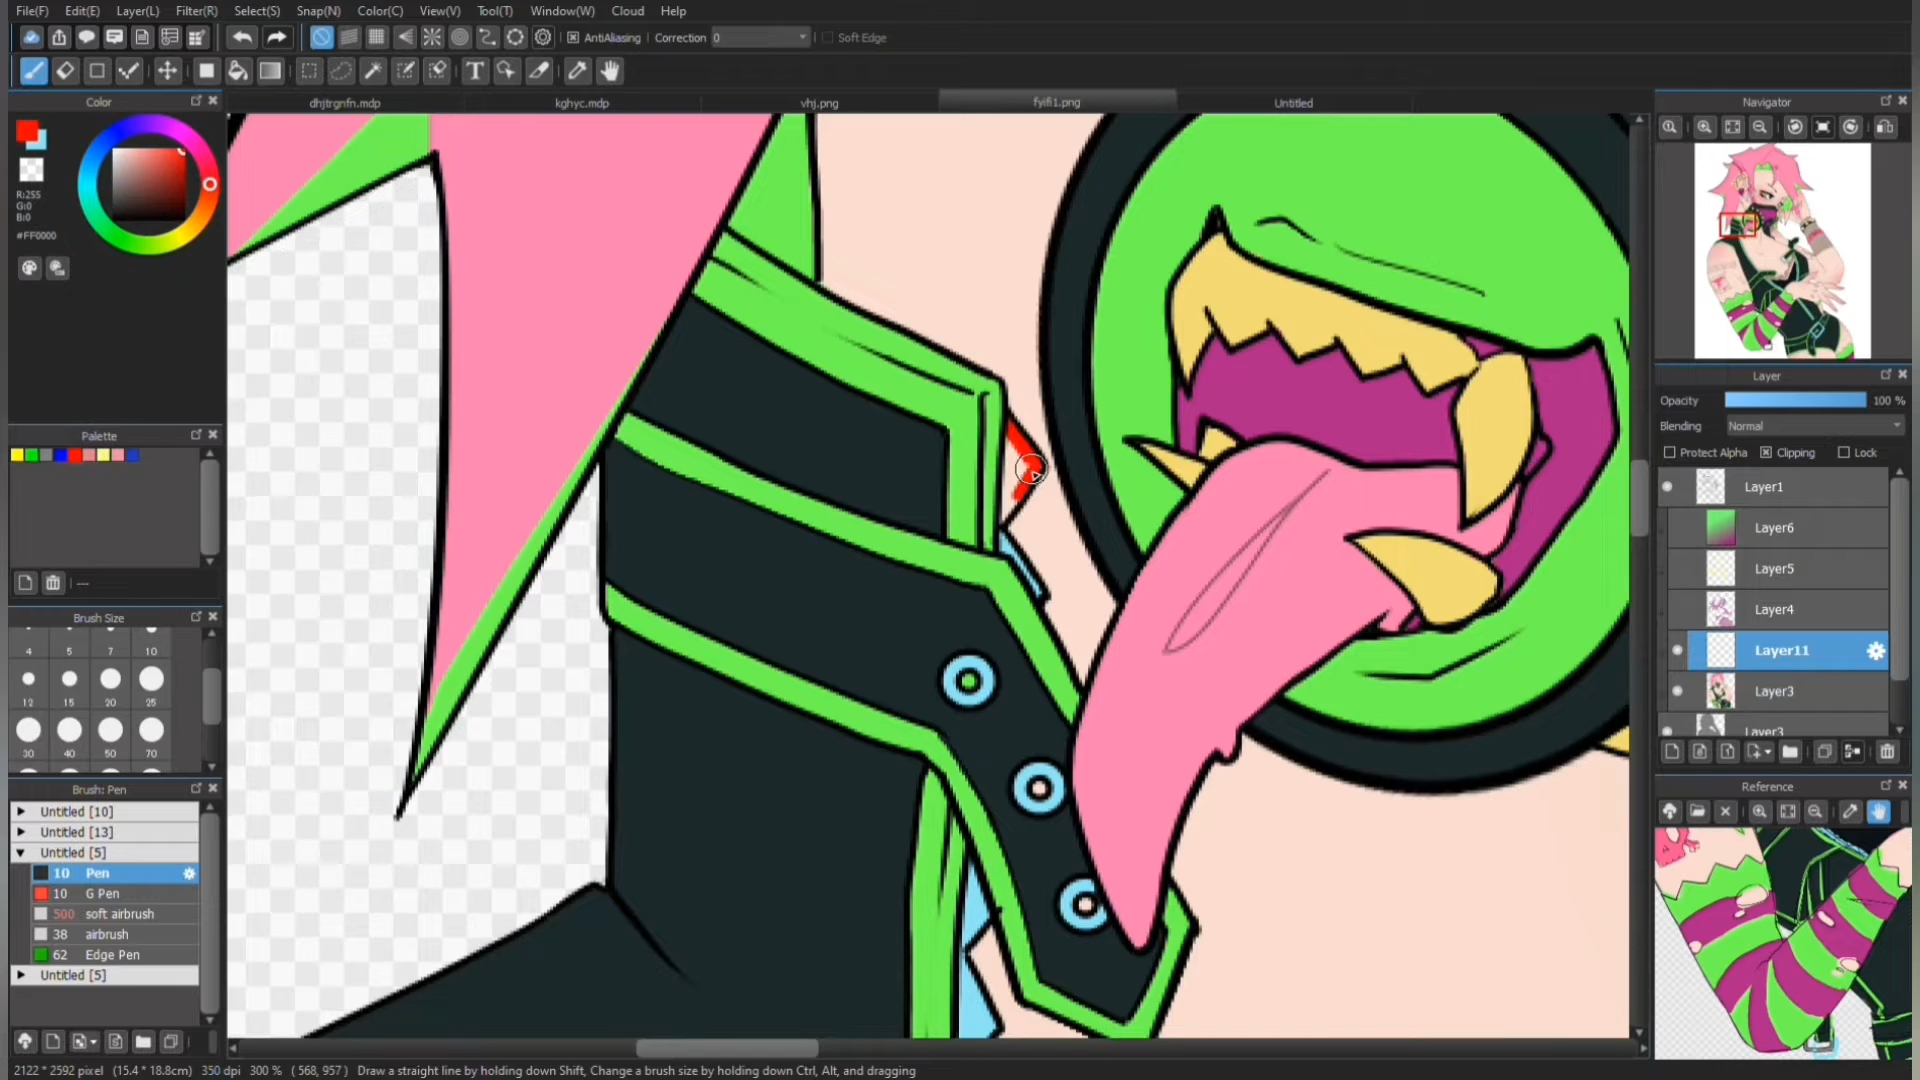 File(F) Edit(E) Layer(L) Filter(R) Select(S) Snap(N) Color(C) View(V) Tool(T) Window(W) Cloud Help
AntiAliasing Correction 0 Soft Edge
Color
dhjtrgnfn.mdp kghyc.mdp vhj.png fyifi1.png Untitled
Navigator
R:255
G:0
B:0
#FF0000
Layer
Opacity 100 %
Blending Normal
Protect Alpha Clipping Lock
Layer1
Layer6
Layer5
Layer4
Layer11
Layer3
Layer3
Palette
---
Brush Size
4 5 7 10
12 15 20 25
30 40 50 70
Brush: Pen
Untitled [10]
Untitled [13]
Untitled [5]
10 Pen
10 G Pen
500 soft airbrush
38 airbrush
62 Edge Pen
Untitled [5]
Reference
2122 * 2592 pixel (15.4 * 18.8cm) 350 dpi 300 % ( 568, 957 ) Draw a straight line by holding down Shift, Change a brush size by holding down Ctrl, Alt, and dragging